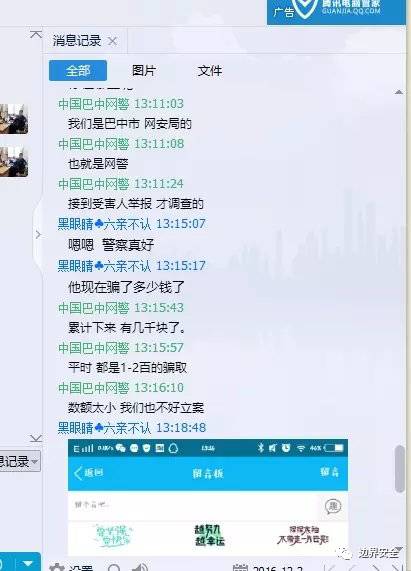 广告
腾讯电脑管家
GUANJIA.QQ.COM
消息记录
全部 图片 文件
中国巴中网警 13:11:03
我们是巴中市 网安局的
中国巴中网警 13:11:08
也就是网警
中国巴中网警 13:11:24
接到受害人举报 才调查的
黑眼睛♣六亲不认 13:15:07
嗯嗯 警察真好
黑眼睛♣六亲不认 13:15:17
他现在骗了多少钱了
中国巴中网警 13:15:43
累计下来 有几千块了。
中国巴中网警 13:15:57
平时 都是1-2百的骗取
中国巴中网警 13:16:10
数额太小 我们也不好立案
黑眼睛♣六亲不认 13:18:48
46%
返回 留言板 留言
越努力
越幸运
息记录
设置
2016-12-2
边界安全